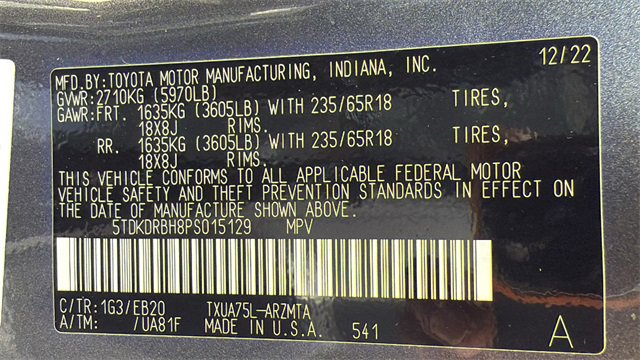 MFD.BY:TOYOTA MOTOR MANUFACTURING, INDIANA, INC. 12/22
GVWR:2710KG (5970LB)
GAWR:FRT. 1635KG (3605LB) WITH 235/65R18 TIRES,
18X8J RIMS.
RR. 1635KG (3605LB) WITH 235/65R18 TIRES,
18X8J RIMS.
THIS VEHICLE CONFORMS TO ALL APPLICABLE FEDERAL MOTOR
VEHICLE SAFETY AND THEFT PREVENTION STANDARDS IN EFFECT ON
THE DATE OF MANUFACTURE SHOWN ABOVE.
5TDKDRBH8PS015129 MPV
C/TR:1G3/EB20 TXUA75L-ARZMTA
A/TM: /UA81F MADE IN U.S.A. 541 A